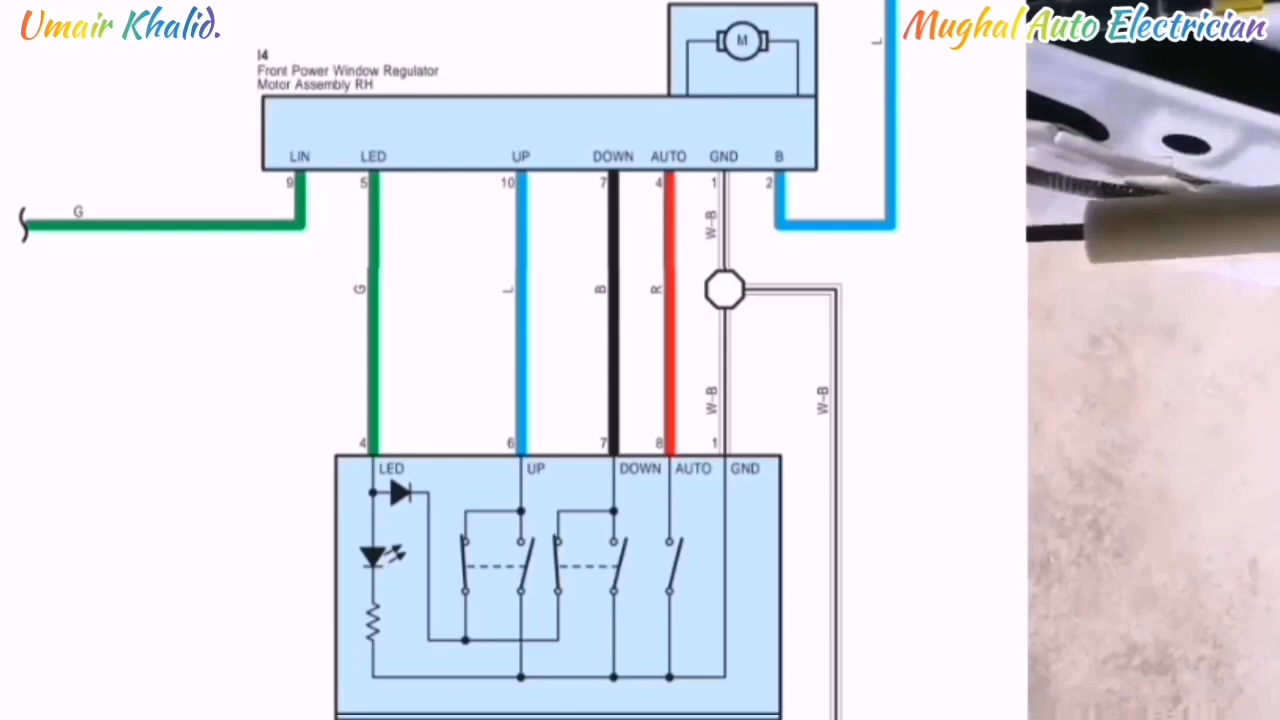 Umair Khalid.
Mughal Auto Electrician
I4
Front Power Window Regulator
Motor Assembly RH
M
L
LIN LED UP DOWN AUTO GND B
9 5 10 7 4 1 2
G
W-B
G L B R
W-B W-B
4 6 7 8 1
LED UP DOWN AUTO GND